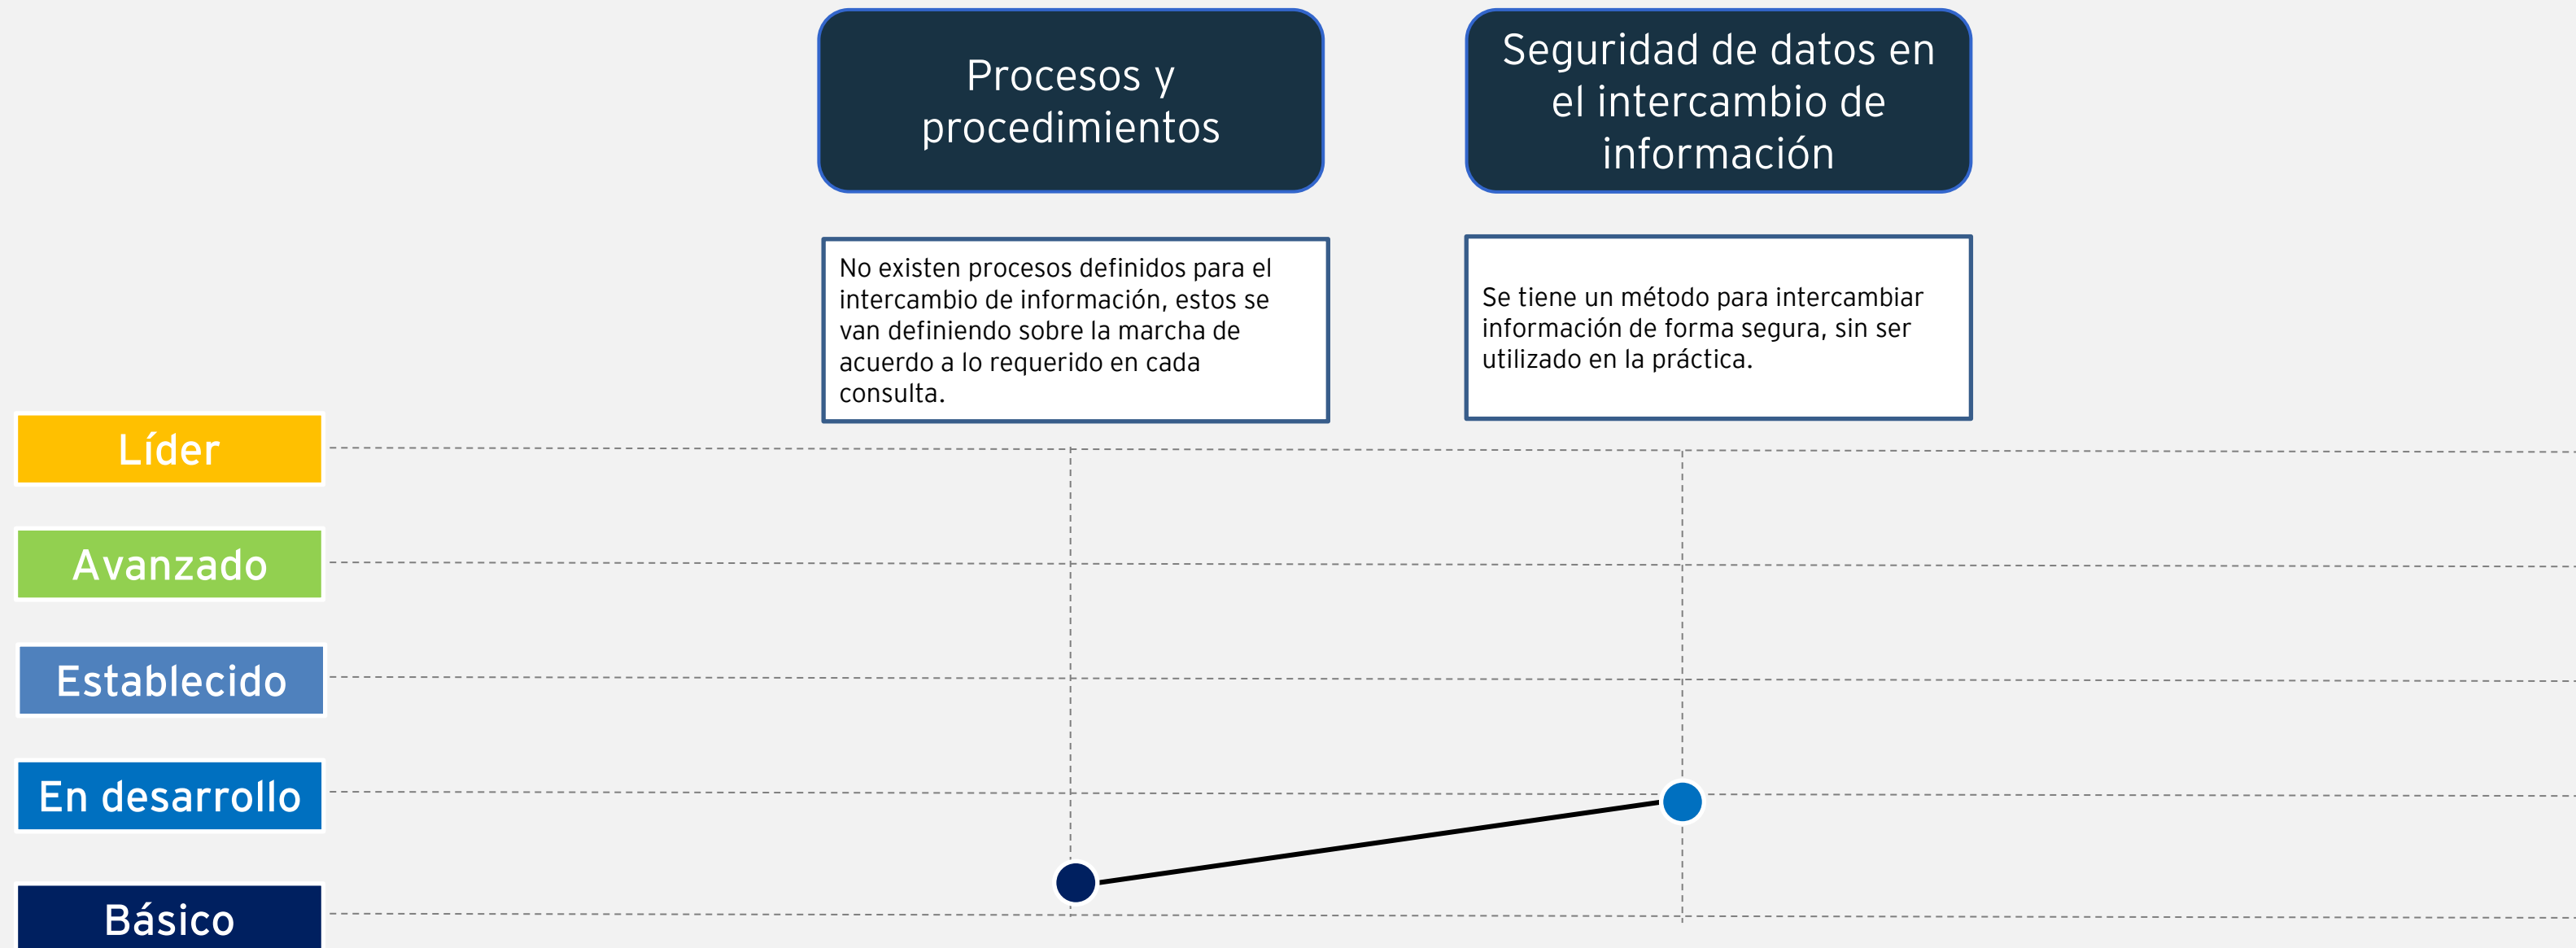 Procesos y
procedimientos
Seguridad de datos en
el intercambio de
información
No existen procesos definidos para el
intercambio de información, estos se
van definiendo sobre la marcha de
acuerdo a lo requerido en cada
consulta.
Se tiene un método para intercambiar
información de forma segura, sin ser
utilizado en la práctica.
Líder
Avanzado
Establecido
En desarrollo
Básico